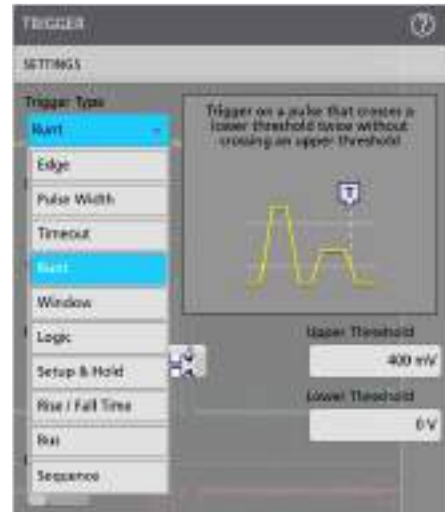 TRIGGER
?
SETTINGS
Trigger Type
Runt
Trigger on a pulse that crosses a
lower threshold twice without
crossing an upper threshold
T
Edge
Pulse Width
Timeout
Runt
Window
Logic
Setup & Hold
Rise / Fall Time
Bus
Sequence
Upper Threshold
400 mV
Lower Threshold
0 V